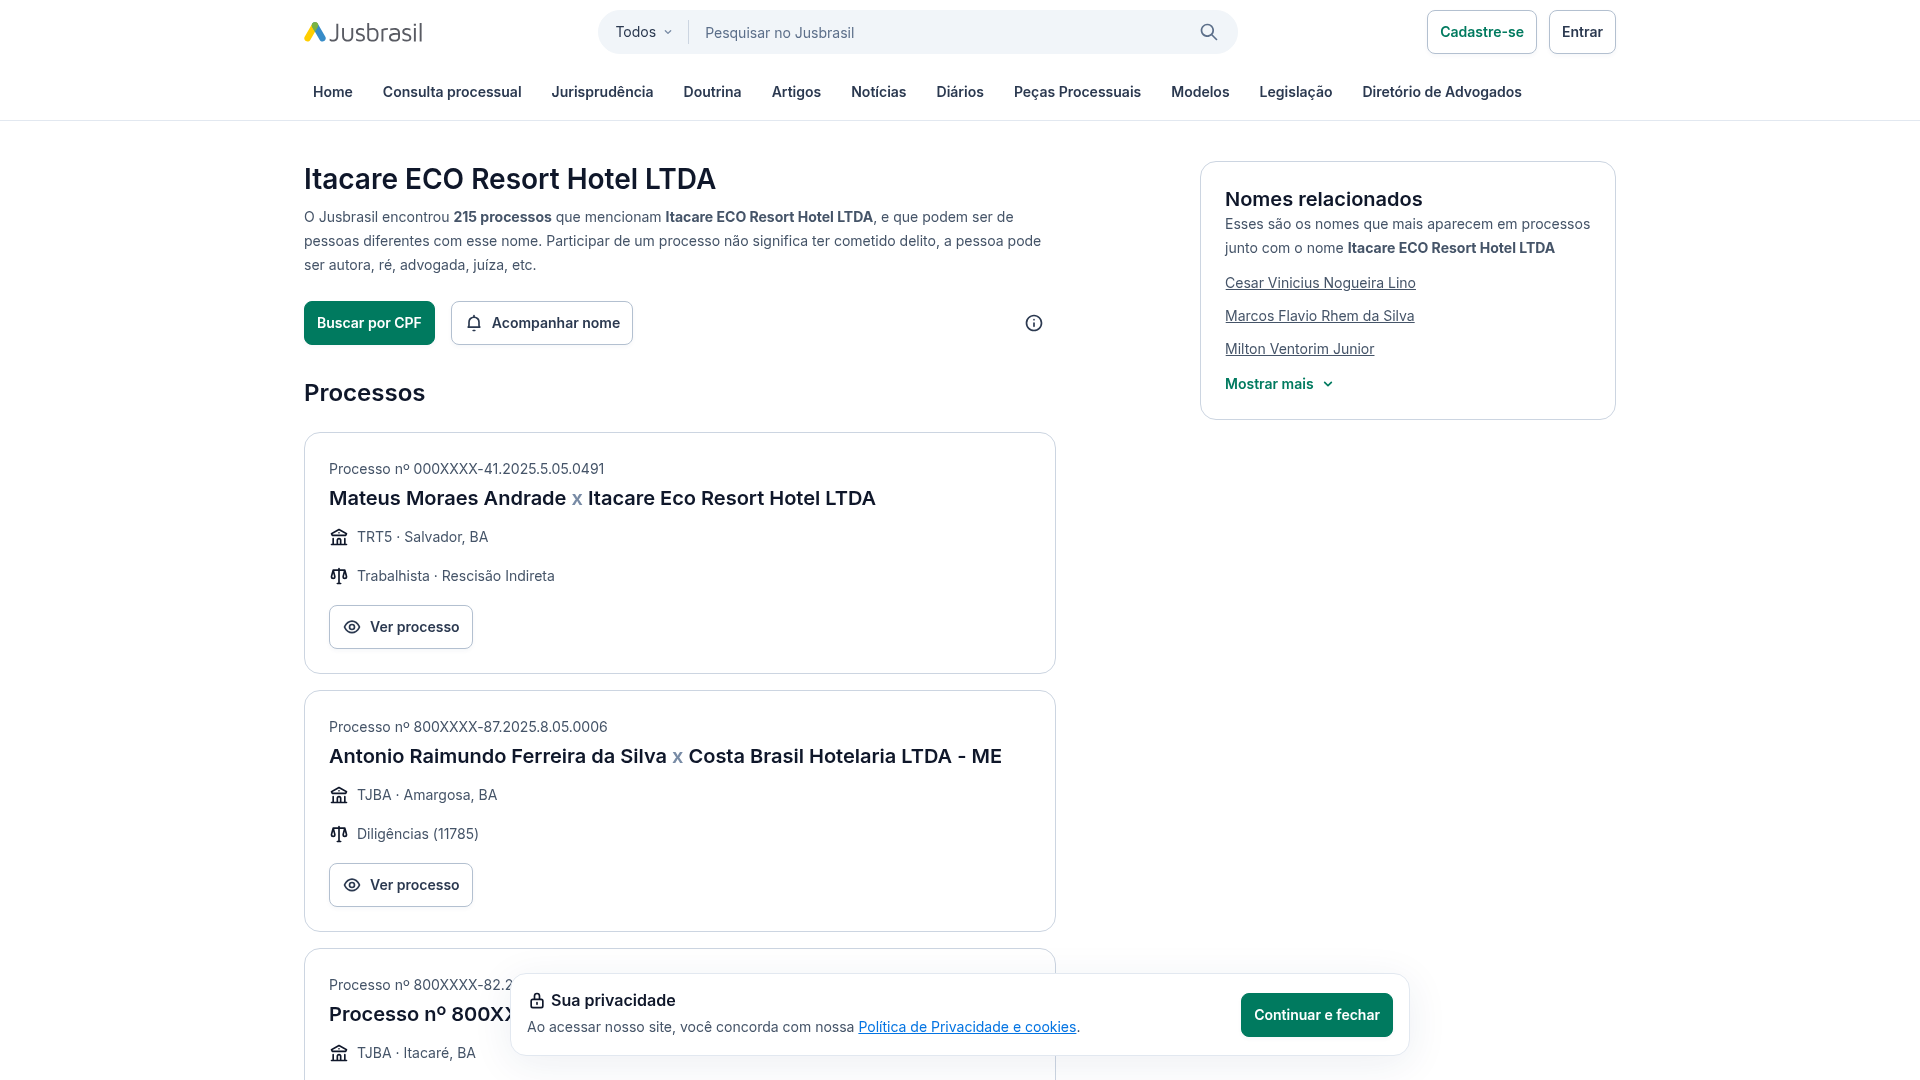 Jusbrasil
Todos
Pesquisar no Jusbrasil
Cadastre-se
Entrar
Home
Consulta processual
Jurisprudência
Doutrina
Artigos
Notícias
Diários
Peças Processuais
Modelos
Legislação
Diretório de Advogados
Itacare ECO Resort Hotel LTDA
O Jusbrasil encontrou 215 processos que mencionam Itacare ECO Resort Hotel LTDA, e que podem ser de
pessoas diferentes com esse nome. Participar de um processo não significa ter cometido delito, a pessoa pode
ser autora, ré, advogada, juíza, etc.
Buscar por CPF
Acompanhar nome
Processos
Processo nº 000XXXX-41.2025.5.05.0491
Mateus Moraes Andrade x Itacare Eco Resort Hotel LTDA
TRT5 · Salvador, BA
Trabalhista · Rescisão Indireta
Ver processo
Processo nº 800XXXX-87.2025.8.05.0006
Antonio Raimundo Ferreira da Silva x Costa Brasil Hotelaria LTDA - ME
TJBA · Amargosa, BA
Diligências (11785)
Ver processo
Processo nº 800XXXX-82.2
Processo nº 800XX
TJBA · Itacaré, BA
Nomes relacionados
Esses são os nomes que mais aparecem em processos
junto com o nome Itacare ECO Resort Hotel LTDA
Cesar Vinicius Nogueira Lino
Marcos Flavio Rhem da Silva
Milton Ventorim Junior
Mostrar mais
Sua privacidade
Ao acessar nosso site, você concorda com nossa Política de Privacidade e cookies.
Continuar e fechar